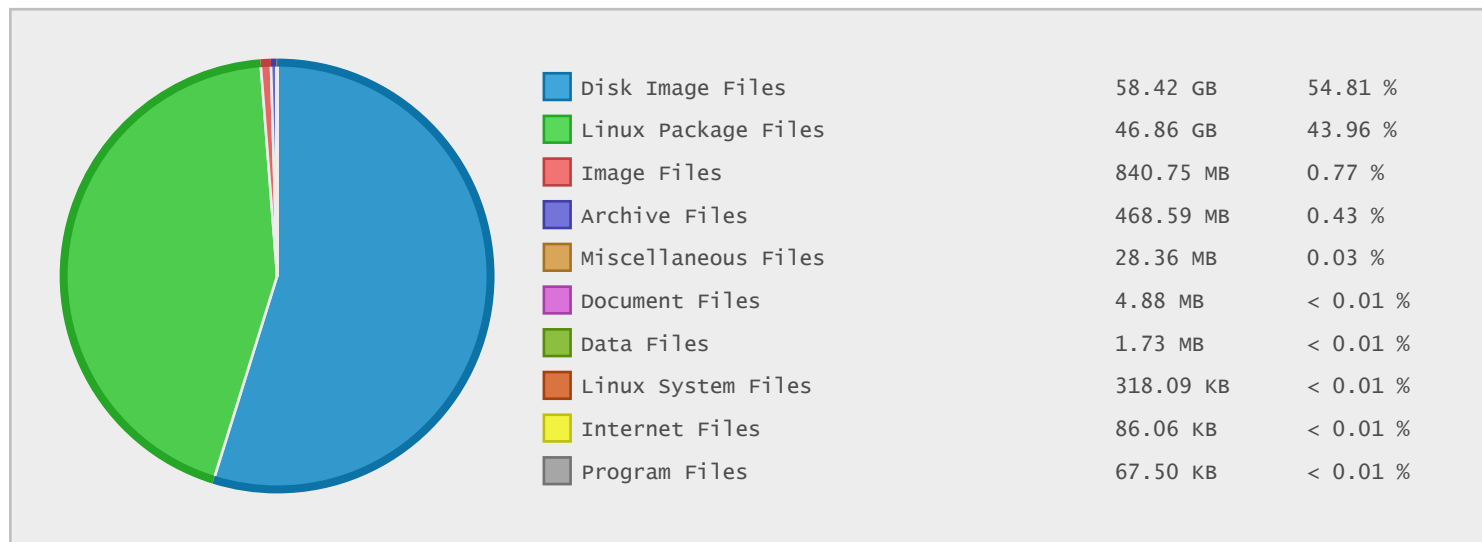 Disk Image Files 58.42 GB 54.81 %
Linux Package Files 46.86 GB 43.96 %
Image Files 840.75 MB 0.77 %
Archive Files 468.59 MB 0.43 %
Miscellaneous Files 28.36 MB 0.03 %
Document Files 4.88 MB < 0.01 %
Data Files 1.73 MB < 0.01 %
Linux System Files 318.09 KB < 0.01 %
Internet Files 86.06 KB < 0.01 %
Program Files 67.50 KB < 0.01 %